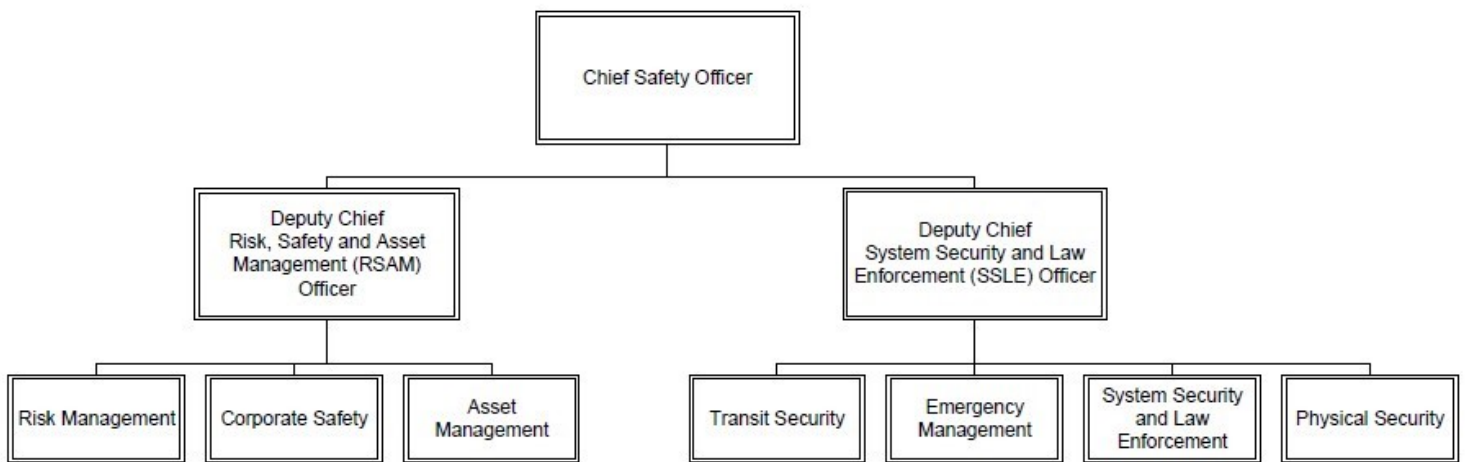 Chief Safety Officer
Deputy Chief
Risk, Safety and Asset
Management (RSAM)
Officer
Deputy Chief
System Security and Law
Enforcement (SSLE) Officer
Risk Management
Corporate Safety
Asset
Management
Transit Security
Emergency
Management
System Security
and Law
Enforcement
Physical Security